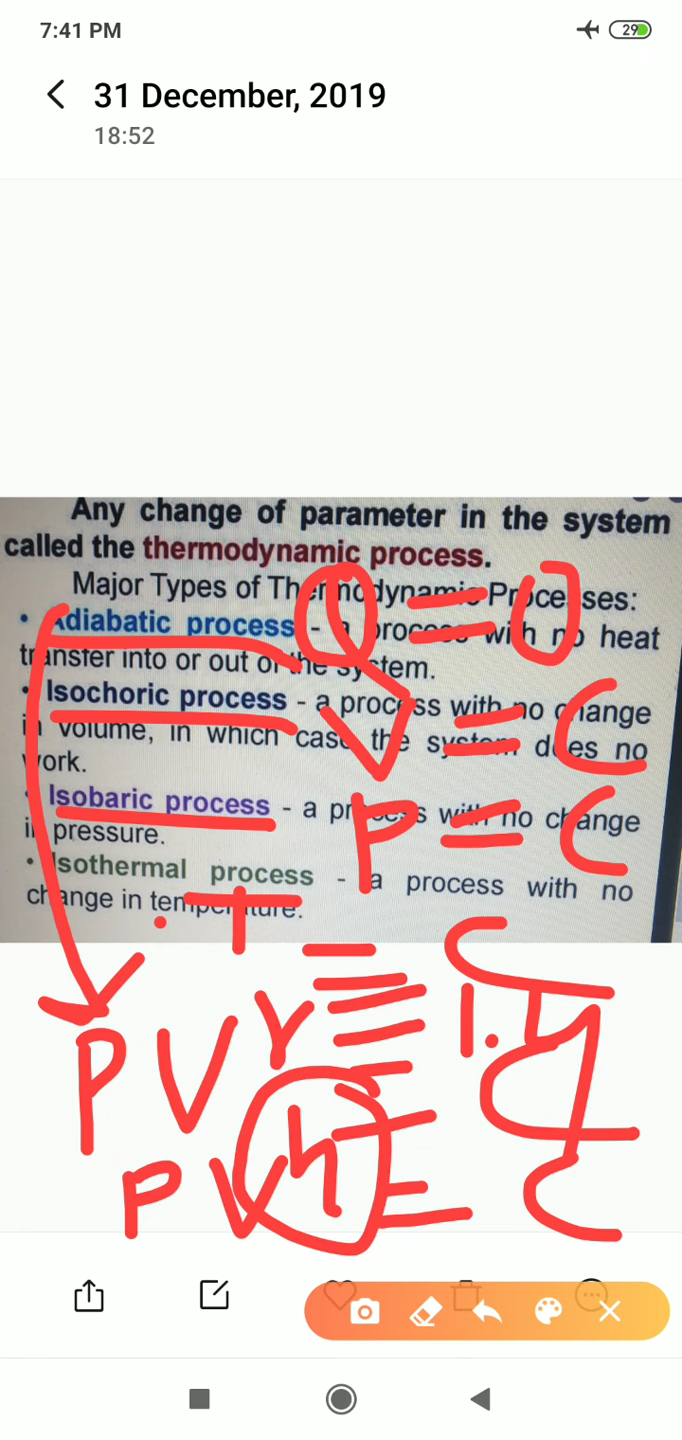 7:41 PM
29
31 December, 2019
18:52
Any change of parameter in the system
called the thermodynamic process.
Major Types of Thermodynamic Processes:
• Adiabatic process - a process with no heat
transfer into or out of the system.
• Isochoric process - a process with no change
in volume, in which case the system does no
work.
• Isobaric process - a process with no change
in pressure.
• Isothermal process - a process with no
change in temperature.
Q = 0
V = C
P = C
T = C
PV
PV = C